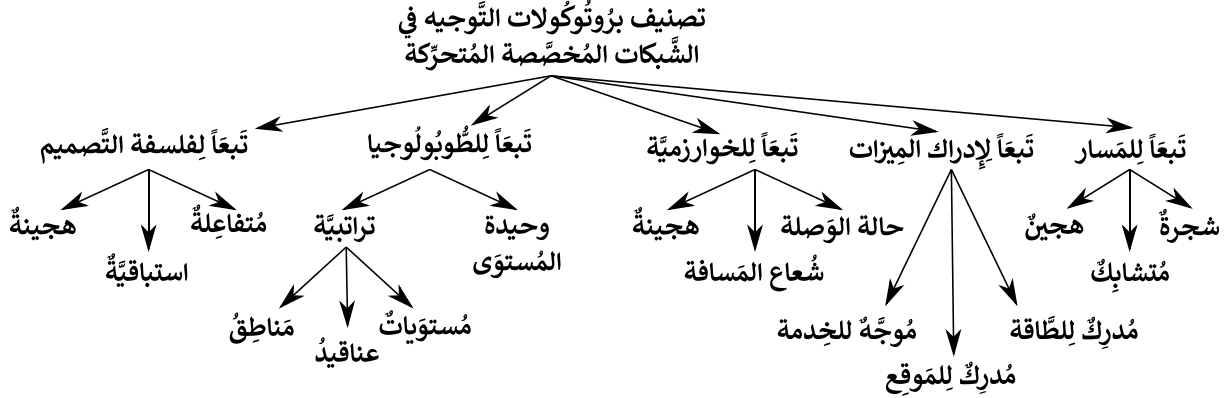 تصنيف برُوتُوكُولات التَّوجيه في
الشَّبكات المُخصَّصة المُتحرِّكة
تَبعَاً لِلمَسار
تَبعَاً لِإدراك المِيزات
تَبعَاً لِلخوارزميَّة
تَبعَاً لِلطُّوبُولُوجيا
تَبعَاً لِفلسفة التَّصميم
شجرةٌ
هجينٌ
مُتشابِكٌ
مُدرِكٌ لِلطَّاقة
مُوجَّهٌ للخِدمة
مُدرِكٌ لِلمَوقِع
حالة الوَصلة
هجينةٌ
شُعاع المَسافة
وحيدة
المُستوَى
تراتبيَّة
مُستوَياتٌ
عناقيدُ
مَناطِقُ
مُتفاعِلةٌ
هجينةٌ
استباقيَّةٌ